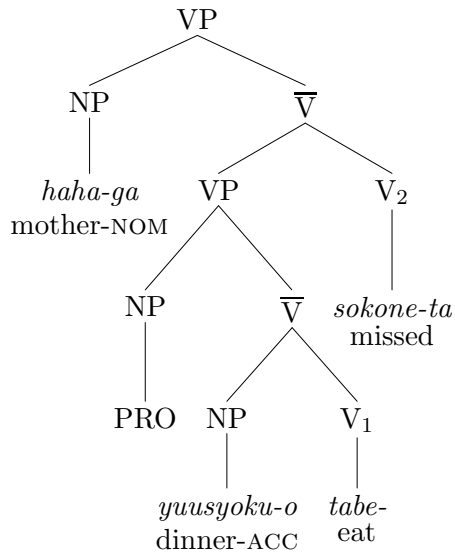 VP
NP V̅
haha-ga VP V₂
mother-NOM
NP V̅ sokone-ta
missed
PRO NP V₁
yuusyoku-o tabe-
dinner-ACC eat